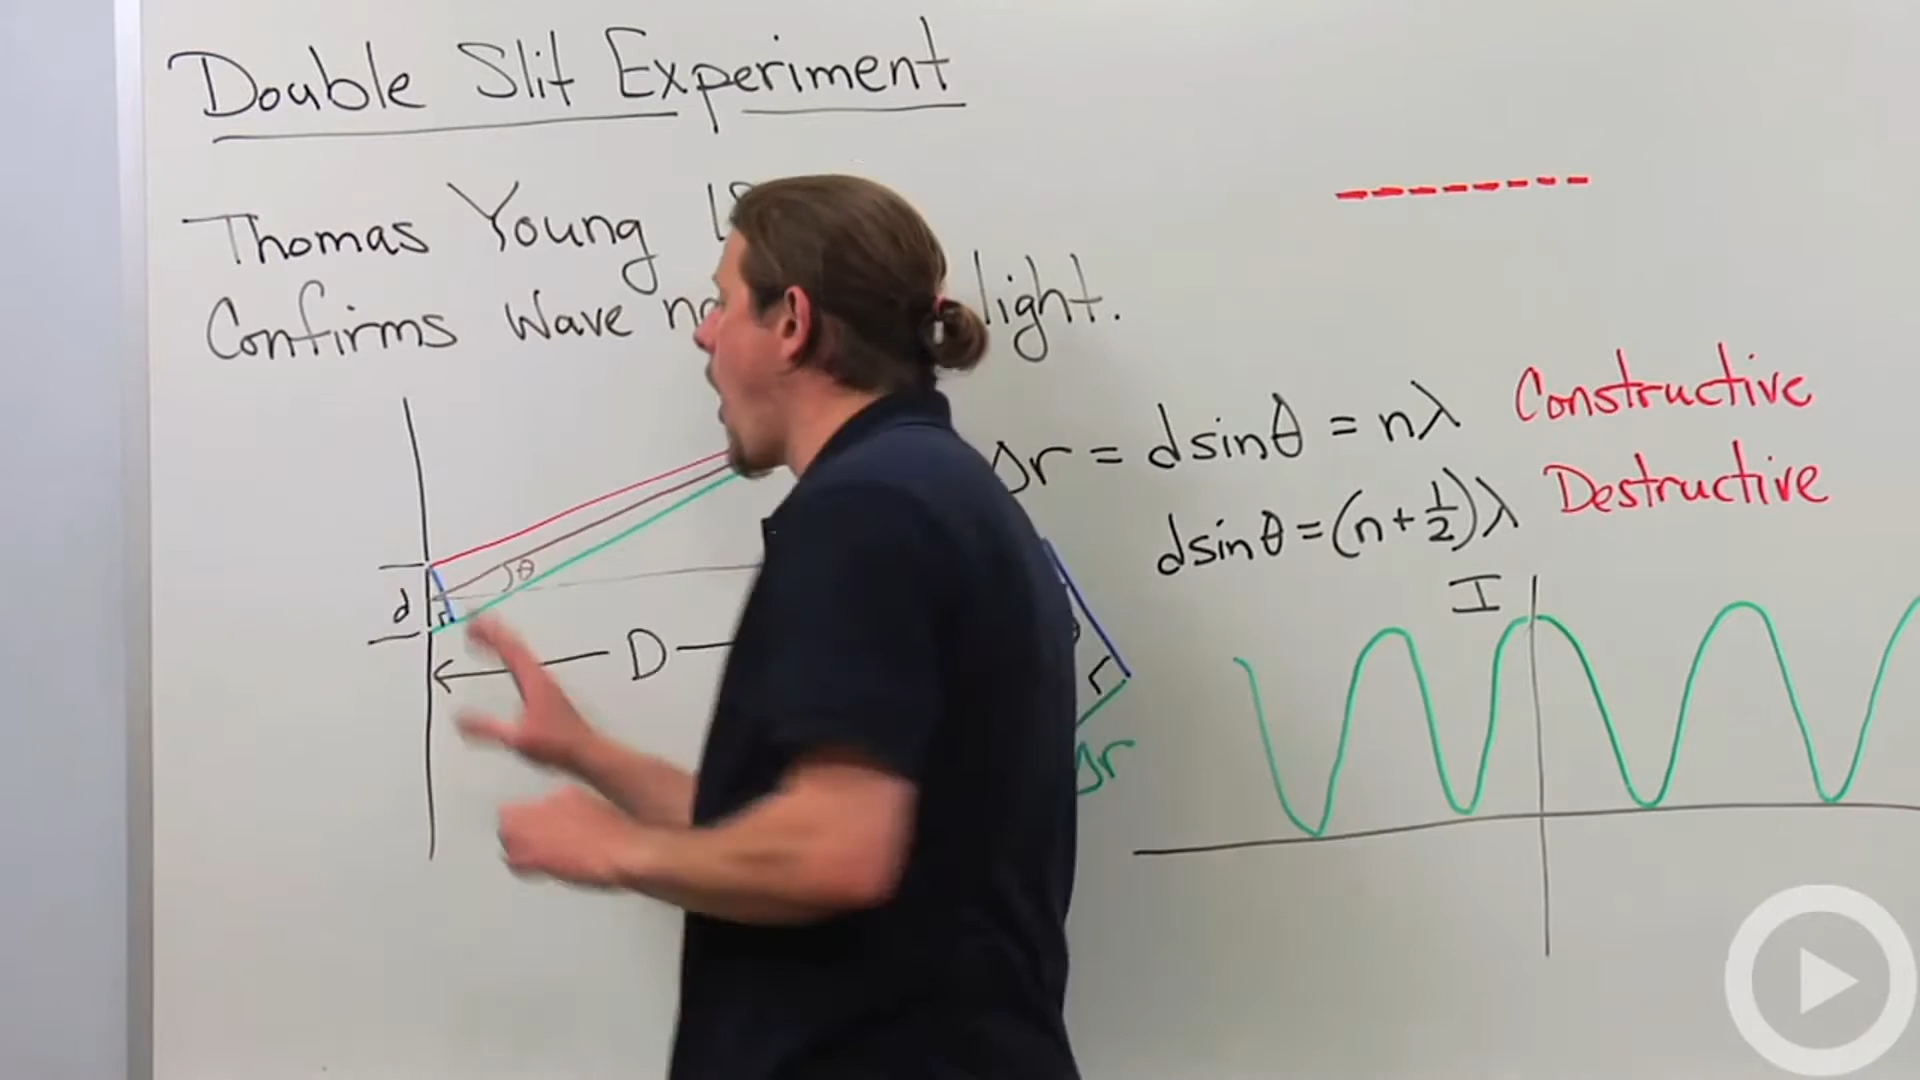 Double Slit Experiment
Thomas Young
Confirms Wave light.
Δr = dsinθ = nλ Constructive
dsinθ = (n + 1/2)λ Destructive
I
θ
d
D
Δr